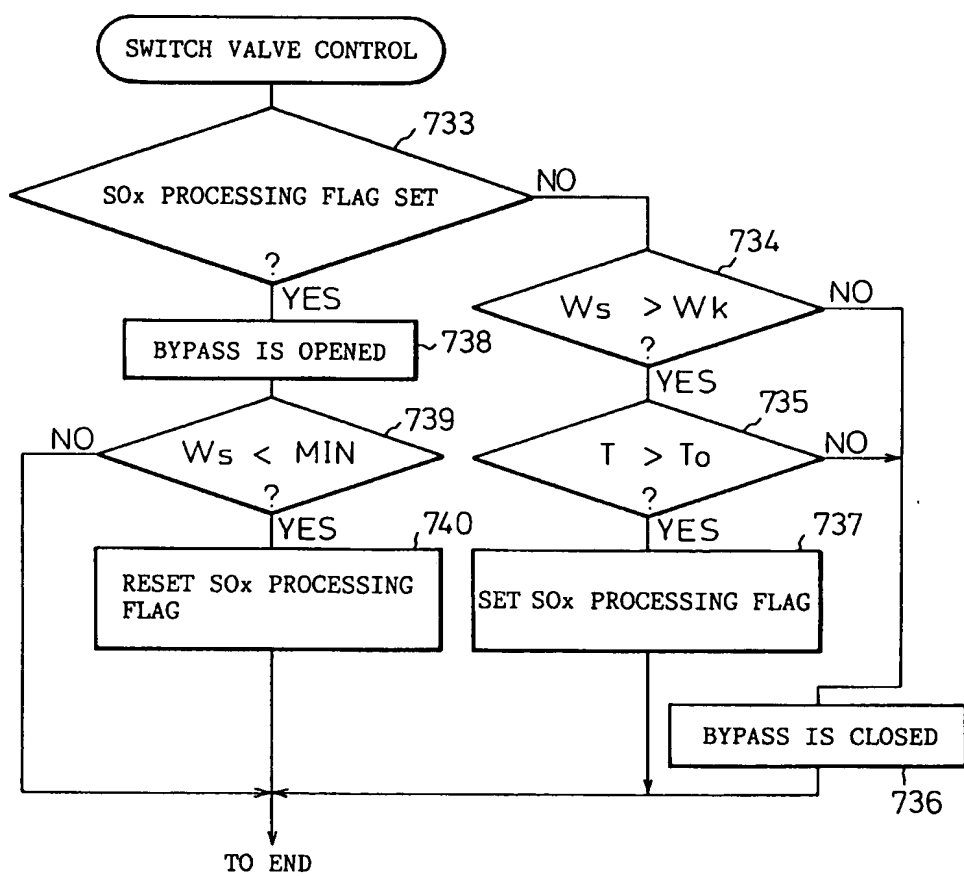 SWITCH VALVE CONTROL
733
SOx PROCESSING FLAG SET
?
NO
YES
734
Ws > Wk
?
NO
YES
BYPASS IS OPENED
738
739
NO
Ws < MIN
?
YES
735
T > To
?
NO
YES
740
RESET SOx PROCESSING
FLAG
737
SET SOx PROCESSING FLAG
BYPASS IS CLOSED
736
TO END